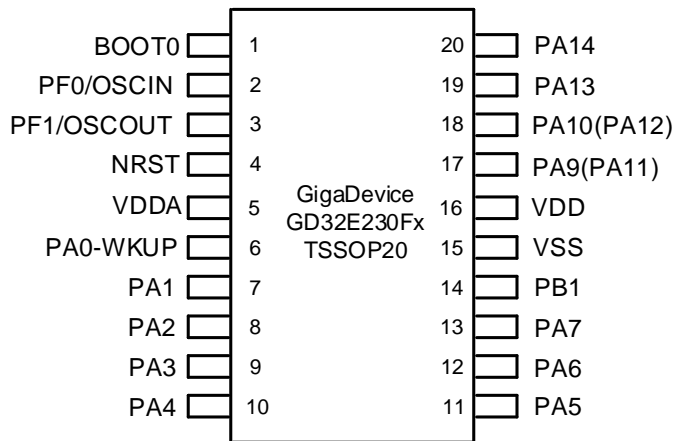 BOOT0 1 20 PA14
PF0/OSCIN 2 19 PA13
PF1/OSCOUT 3 18 PA10(PA12)
NRST 4 17 PA9(PA11)
VDDA 5 16 VDD
PA0-WKUP 6 15 VSS
PA1 7 14 PB1
PA2 8 13 PA7
PA3 9 12 PA6
PA4 10 11 PA5
GigaDevice
GD32E230Fx
TSSOP20